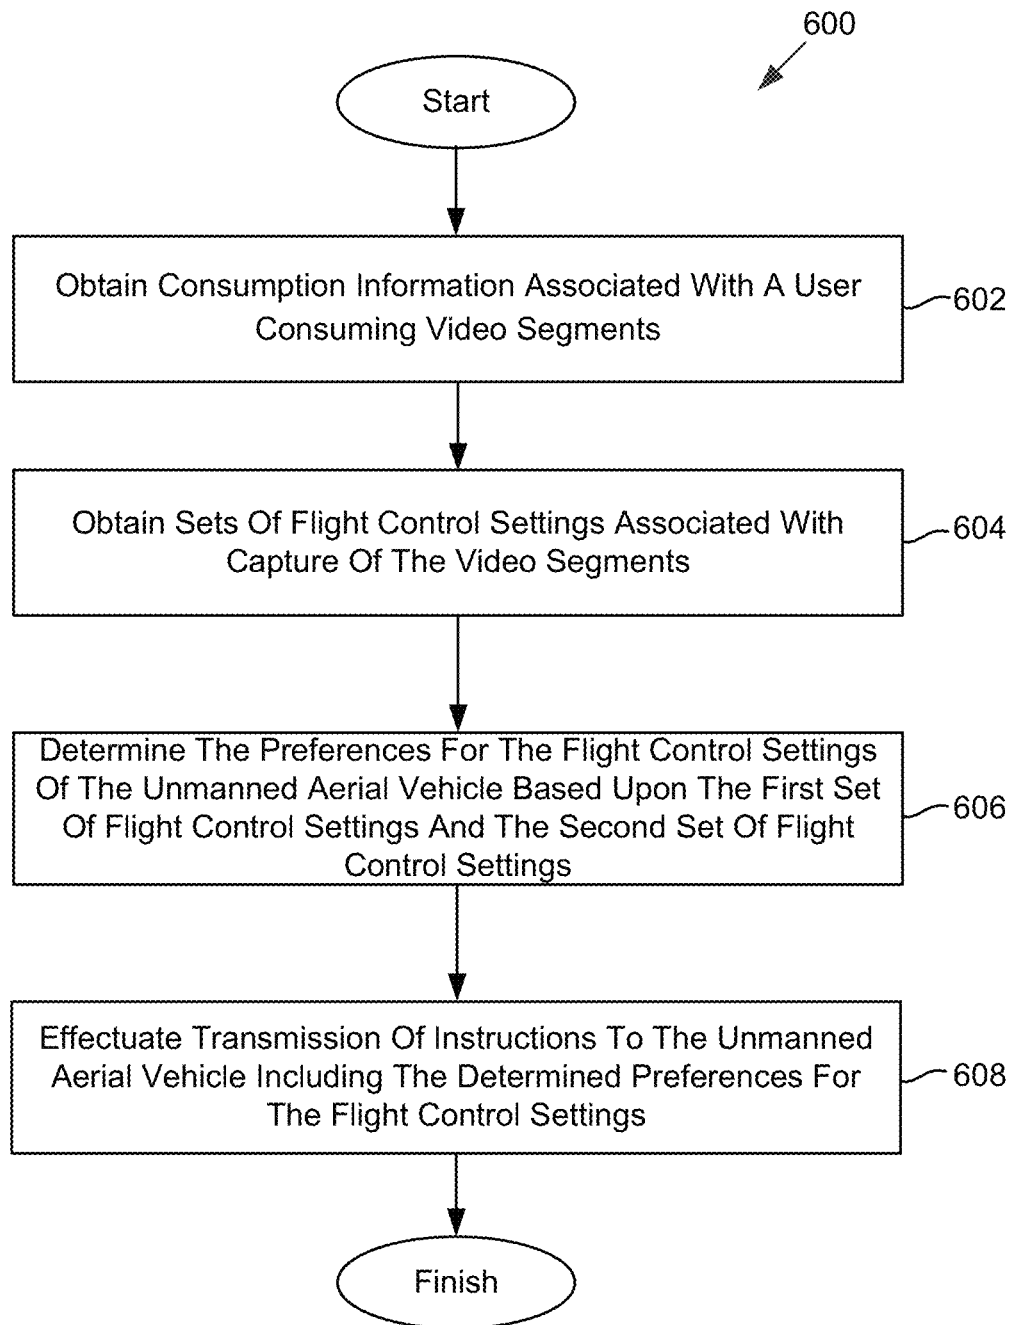 600
Start
Obtain Consumption Information Associated With A User
Consuming Video Segments
602
Obtain Sets Of Flight Control Settings Associated With
Capture Of The Video Segments
604
Determine The Preferences For The Flight Control Settings
Of The Unmanned Aerial Vehicle Based Upon The First Set
Of Flight Control Settings And The Second Set Of Flight
Control Settings
606
Effectuate Transmission Of Instructions To The Unmanned
Aerial Vehicle Including The Determined Preferences For
The Flight Control Settings
608
Finish